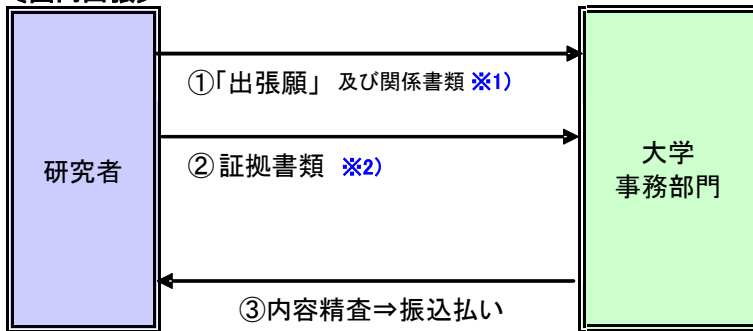 ①「出張願」 及び関係書類 ※1)
② 証拠書類 ※2)
研究者
大学
事務部門
③内容精査⇒振込払い